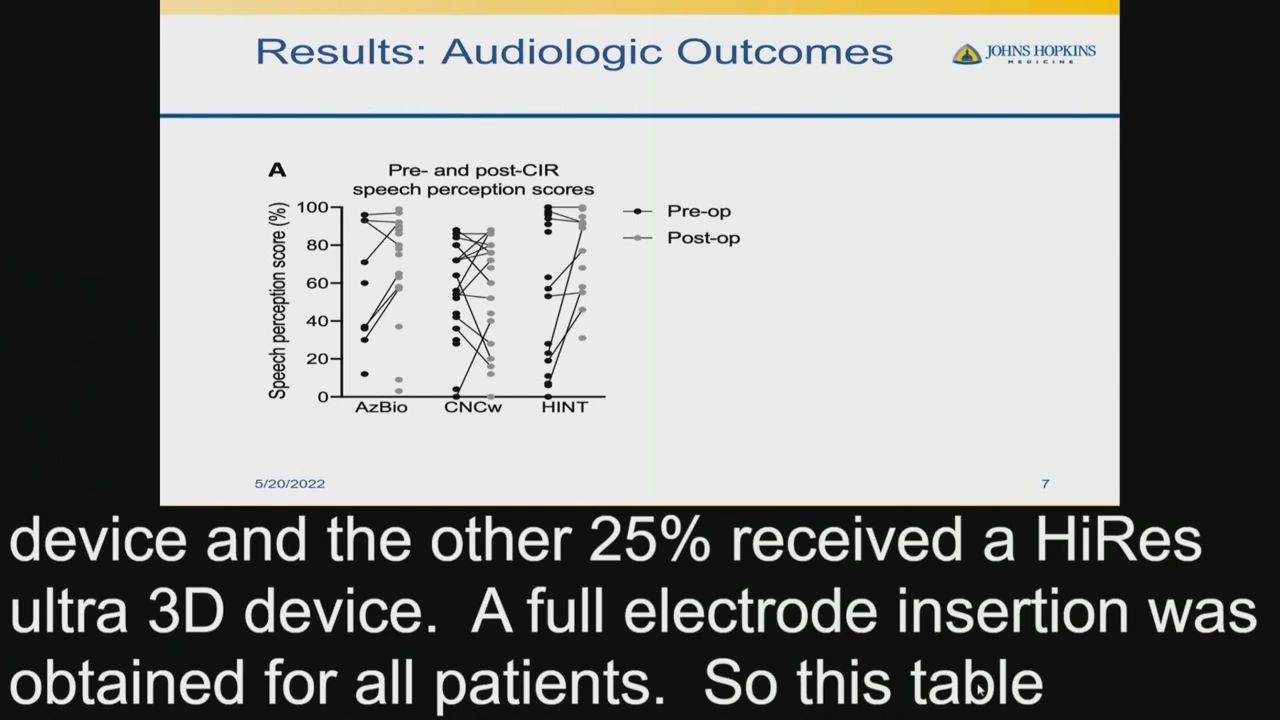 Results: Audiologic Outcomes
JOHNS HOPKINS
MEDICINE
A
Pre- and post-CIR
speech perception scores
Speech perception score (%)
100
80
60
40
20
0
AzBio
CNCw
HINT
Pre-op
Post-op
5/20/2022
7
device and the other 25% received a HiRes
ultra 3D device.  A full electrode insertion was
obtained for all patients.  So this table